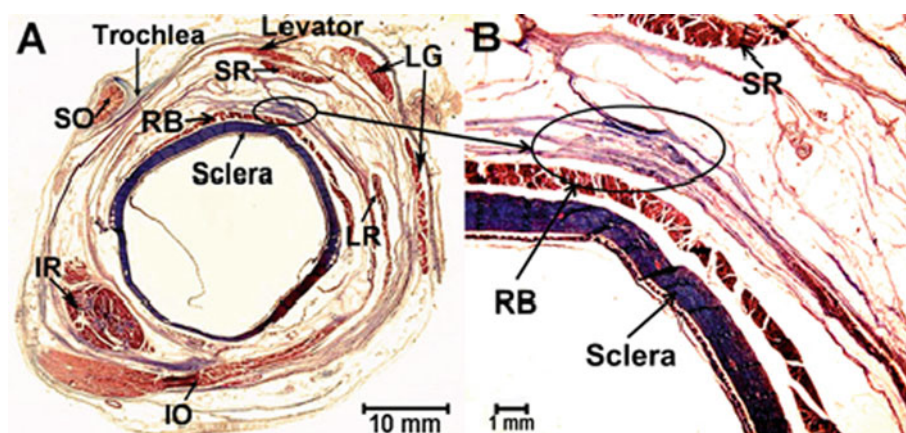 A
Trochlea
Levator
SR
LG
SO
RB
Sclera
IR
LR
IO
10 mm
B
SR
RB
Sclera
1 mm